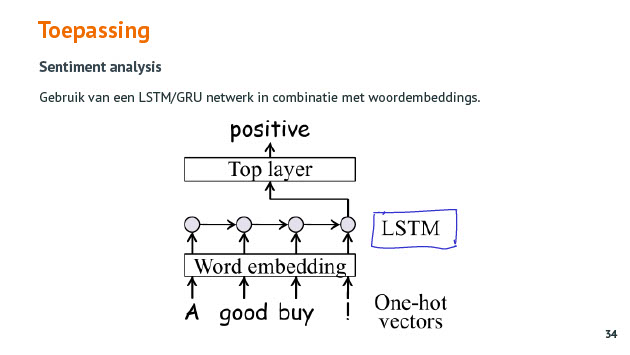 Toepassing
Sentiment analysis
Gebruik van een LSTM/GRU netwerk in combinatie met woordembeddings.
positive
Top layer
LSTM
Word embedding
A good buy !
One-hot
vectors
34